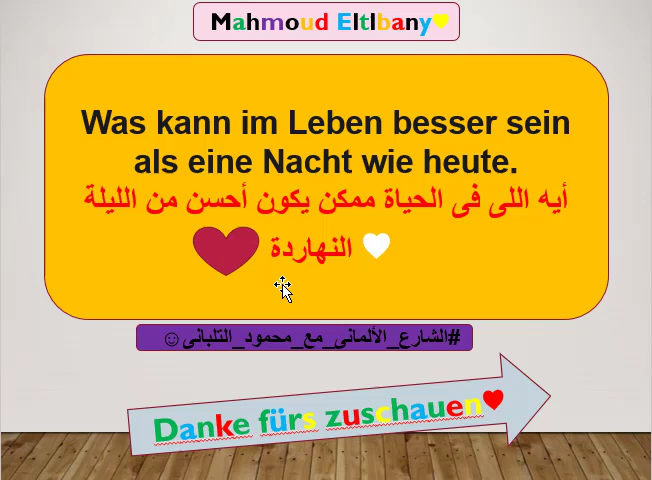 Mahmoud Eltlbany
Was kann im Leben besser sein
als eine Nacht wie heute.
أيه اللى فى الحياة ممكن يكون أحسن من الليلة
النهاردة
#الشارع_الألمانى_مع_محمود_التلبانى☺
Danke fürs zuschauen